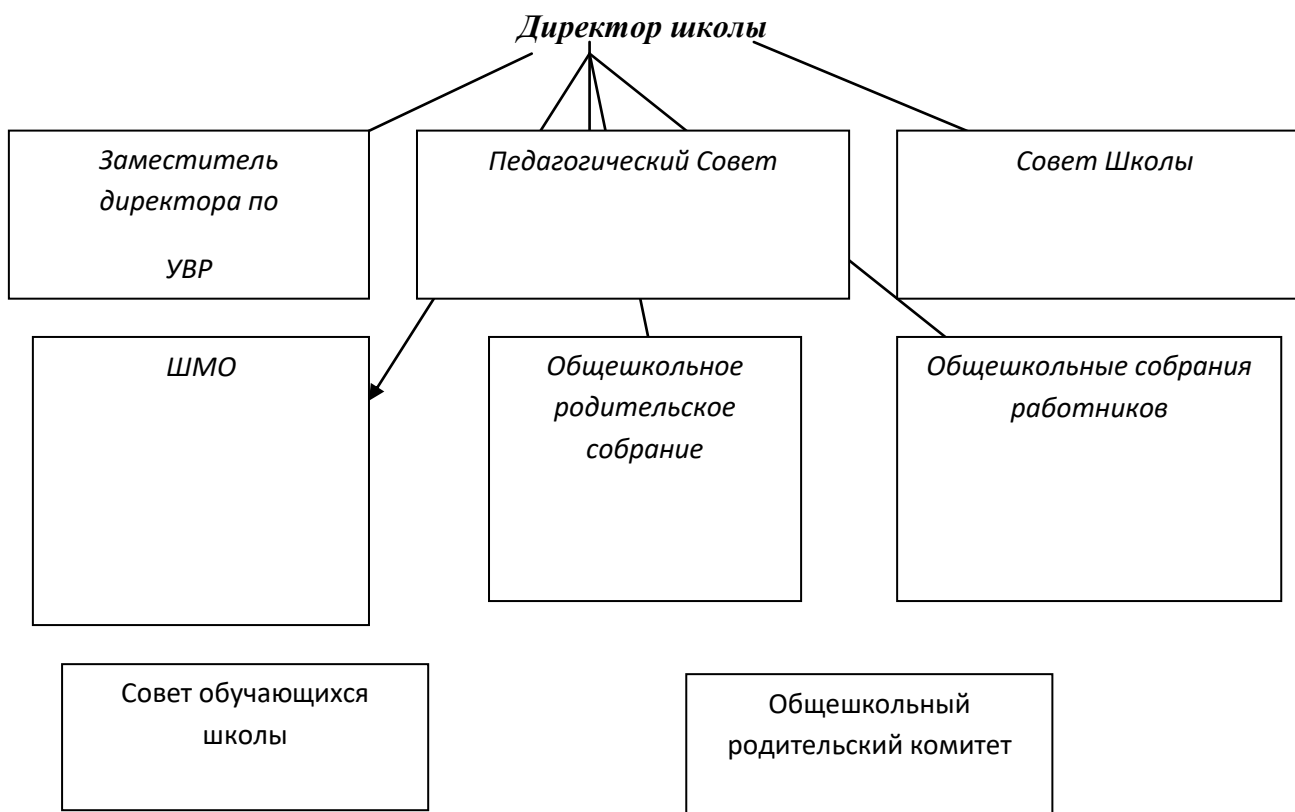 Директор школы
Заместитель
директора по
УВР
Педагогический Совет
Совет Школы
ШМО
Общешкольное
родительское
собрание
Общешкольные собрания
работников
Совет обучающихся
школы
Общешкольный
родительский комитет